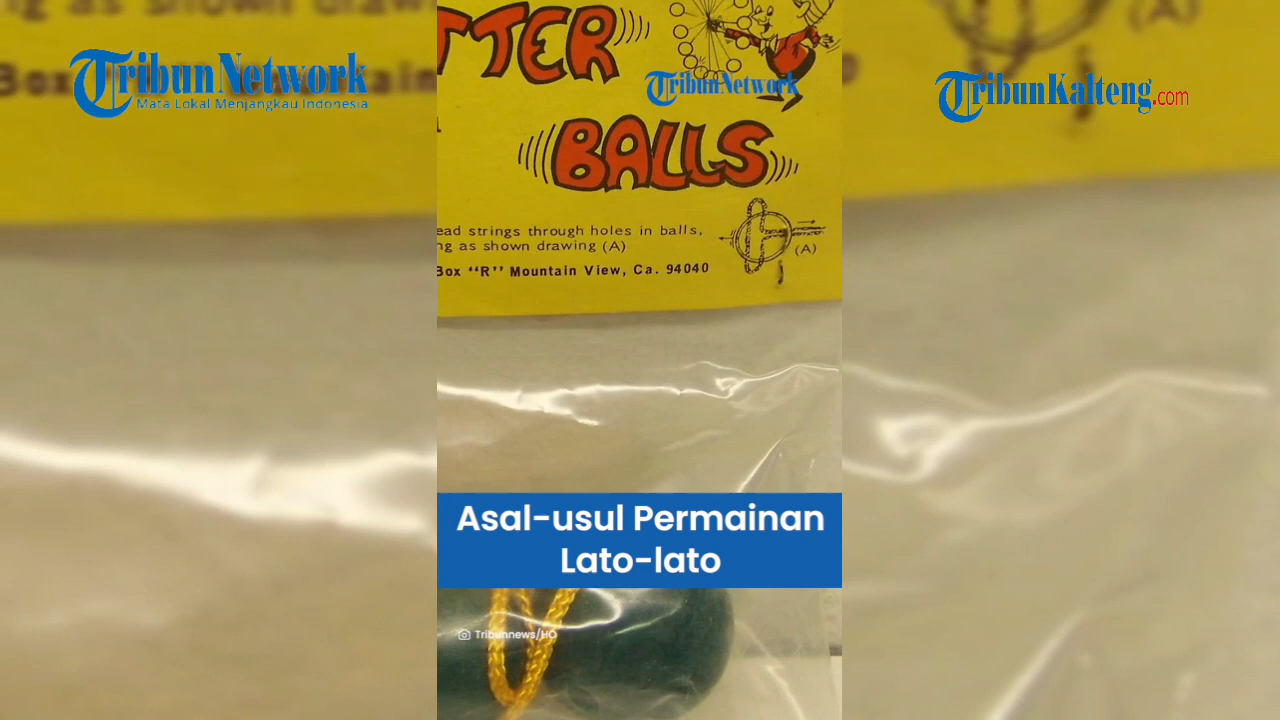 TribunNetwork
Mata Lokal Menjangkau Indonesia
TTER
TribunNetwork
TribunKalteng.com
(A)
BALLS
ead strings through holes in balls,
ng as shown drawing (A)
(A)
Box "R" Mountain View, Ca. 94040
Asal-usul Permainan
Lato-lato
Tribunnews/HO